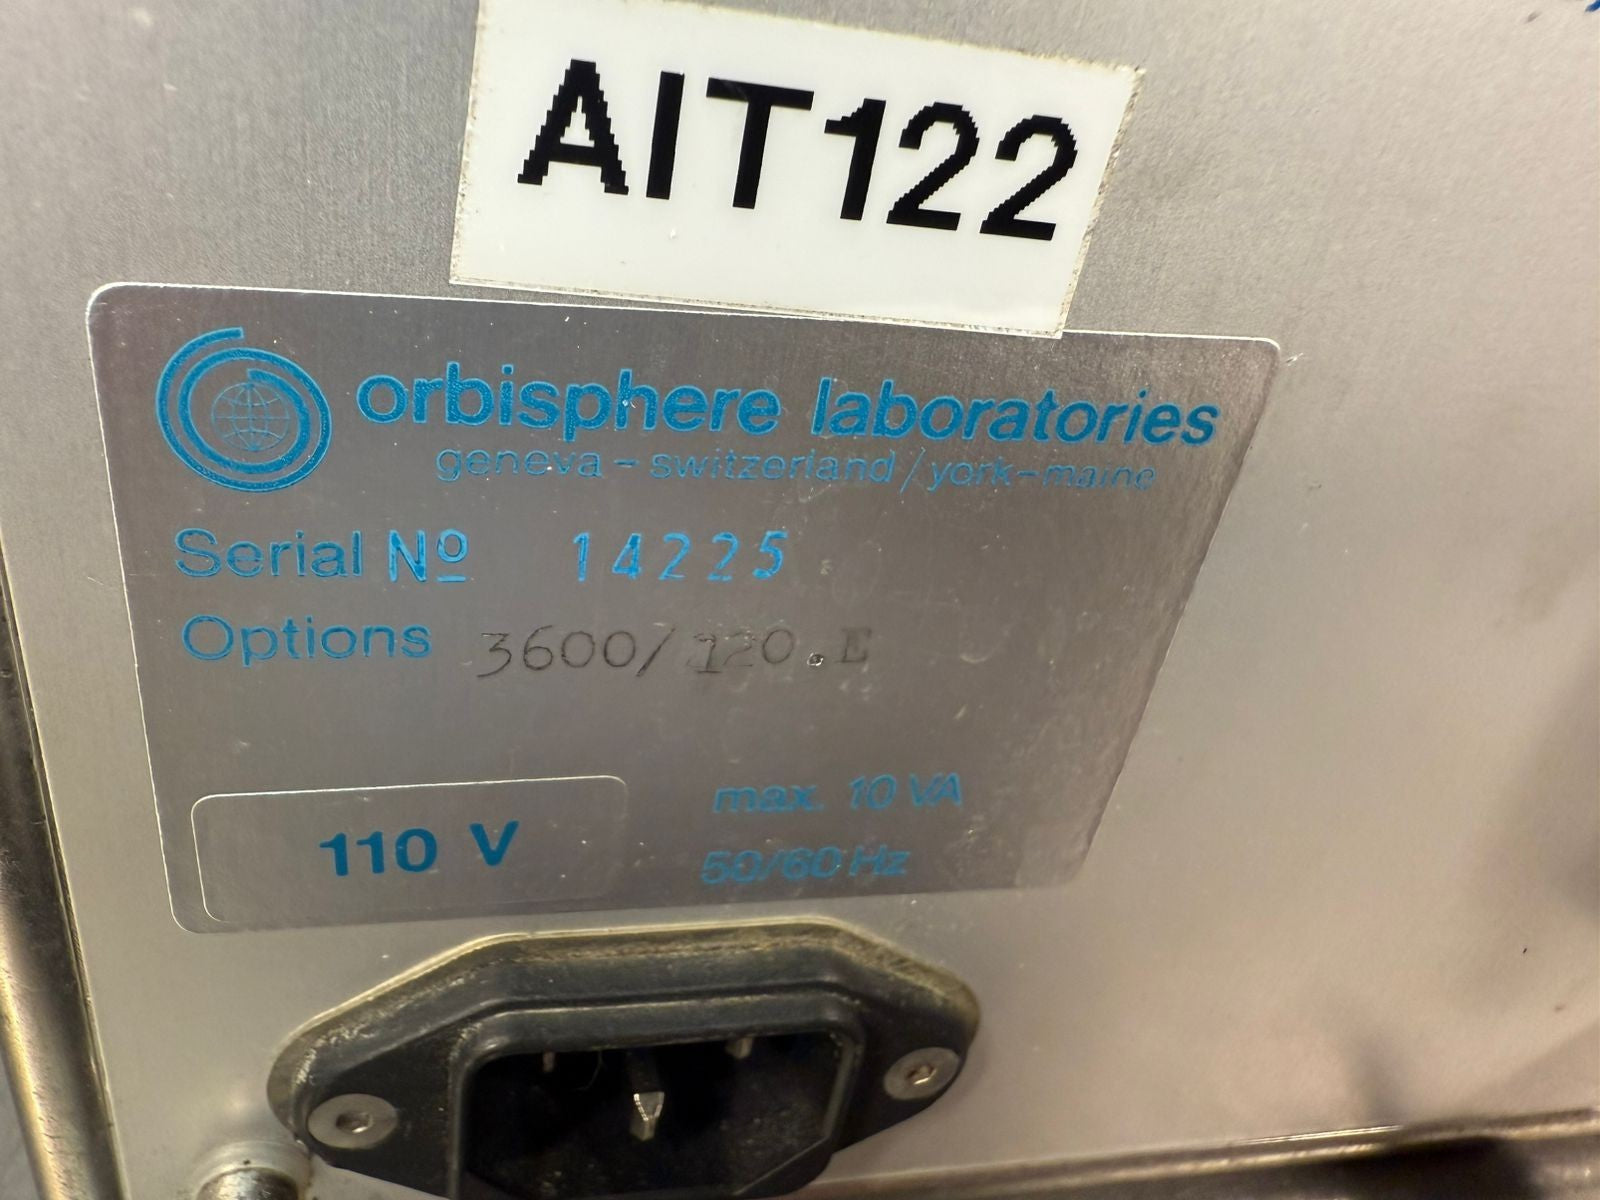 AIT122
orbisphere laboratories
geneva - switzerland / york-maine
Serial Nº 14225
Options 3600/120.E
110 V
max. 10 VA
50/60 Hz